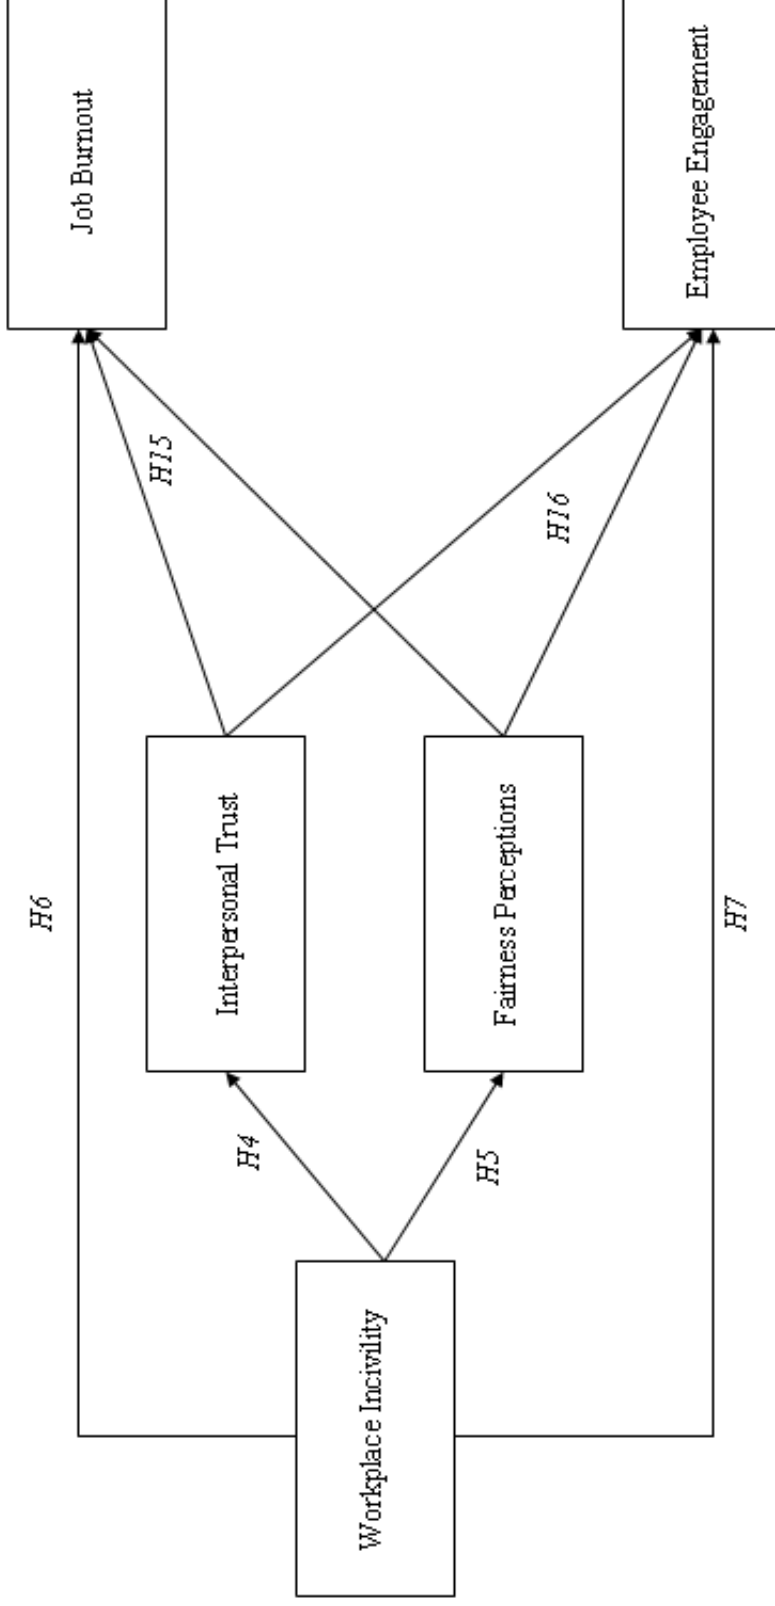 H6
Job Burnout
H15
Interpersonal Trust
H4
Workplace Incivility
H5
Fairness Perceptions
H16
Employee Engagement
H7